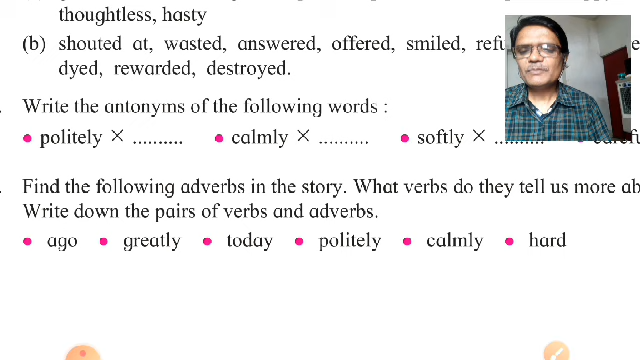 thoughtless, hasty
(b) shouted at, wasted, answered, offered, smiled,
dyed, rewarded, destroyed.
Write the antonyms of the following words :
• politely × .......... • calmly × .......... • softly × ..........
Find the following adverbs in the story. What verbs do they tell us more
Write down the pairs of verbs and adverbs.
• ago • greatly • today • politely • calmly • hard